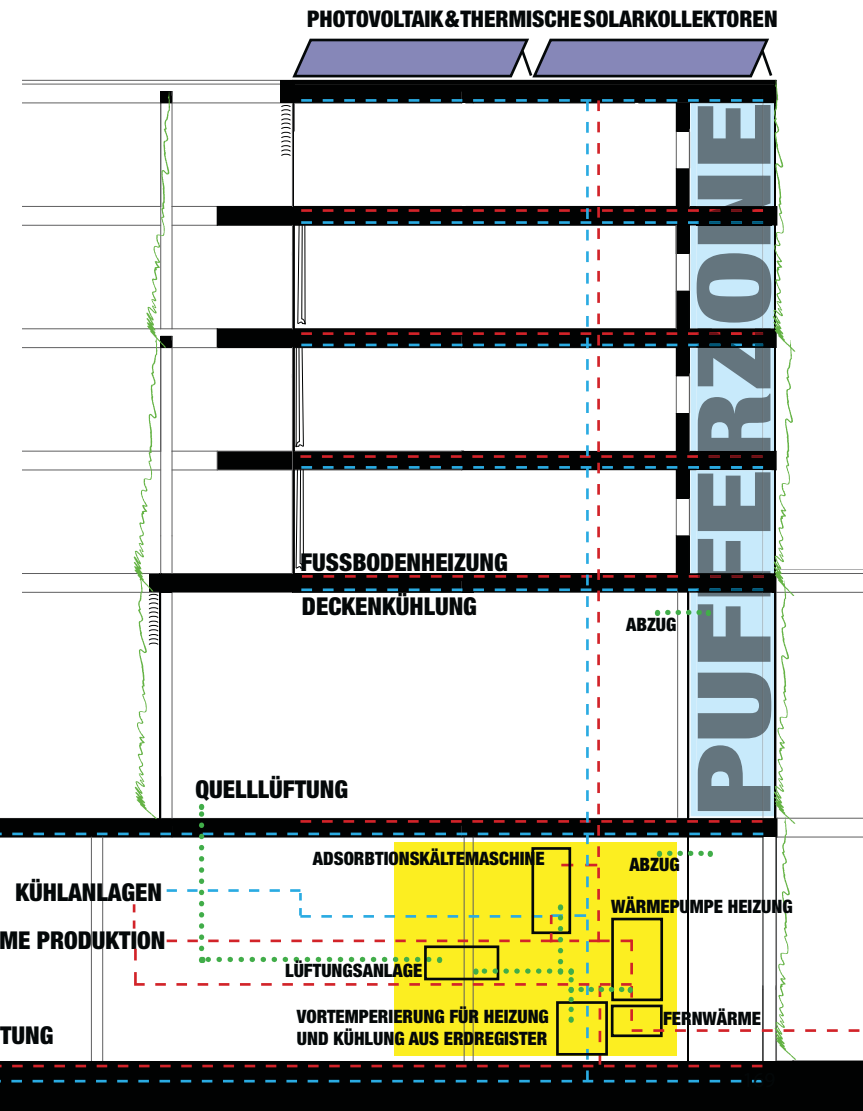 PHOTOVOLTAIK & THERMISCHE SOLARKOLLEKTOREN
PUFFERZONE
FUSSBODENHEIZUNG
DECKENKÜHLUNG
ABZUG
QUELLLÜFTUNG
ADSORBTIONSKÄLTEMASCHINE
ABZUG
KÜHLANLAGEN
WÄRMEPUMPE HEIZUNG
ME PRODUKTION
LÜFTUNGSANLAGE
VORTEMPERIERUNG FÜR HEIZUNG
UND KÜHLUNG AUS ERDREGISTER
FERNWÄRME
TUNG